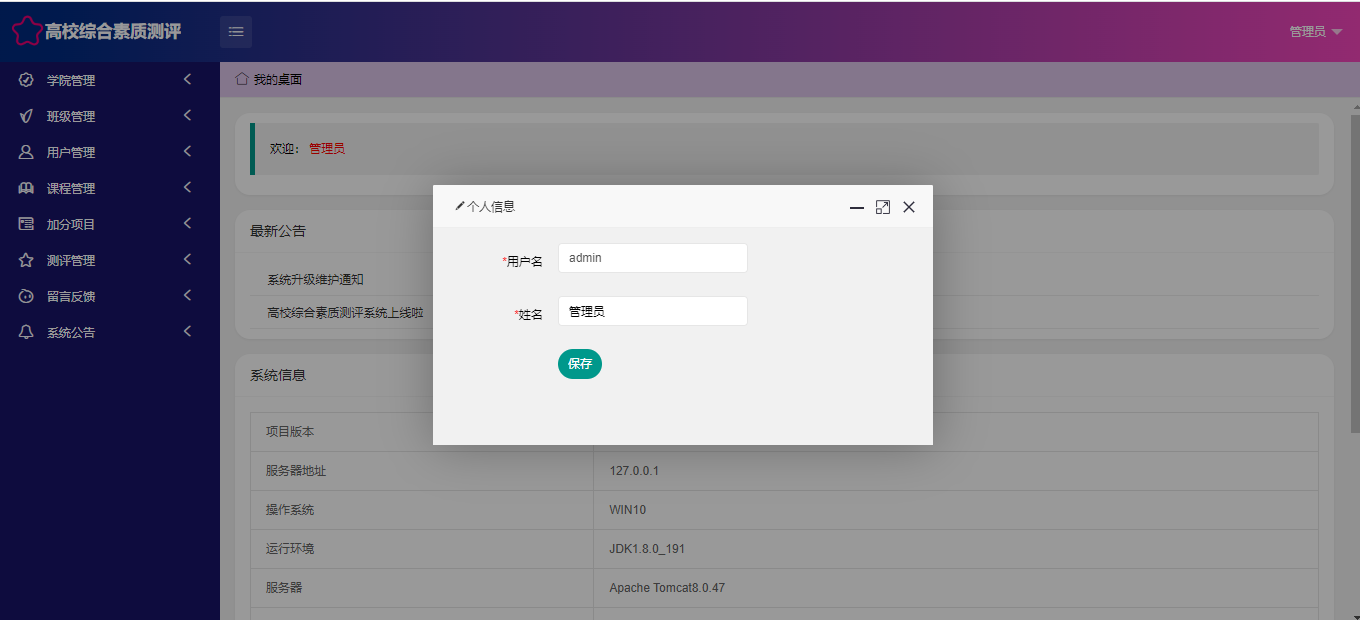 高校综合素质测评
管理员
学院管理
班级管理
用户管理
课程管理
加分项目
测评管理
留言反馈
系统公告
我的桌面
欢迎： 管理员
最新公告
系统升级维护通知
高校综合素质测评系统上线啦
个人信息
*用户名 admin
*姓名 管理员
保存
系统信息
项目版本
服务器地址 127.0.0.1
操作系统 WIN10
运行环境 JDK1.8.0_191
服务器 Apache Tomcat8.0.47